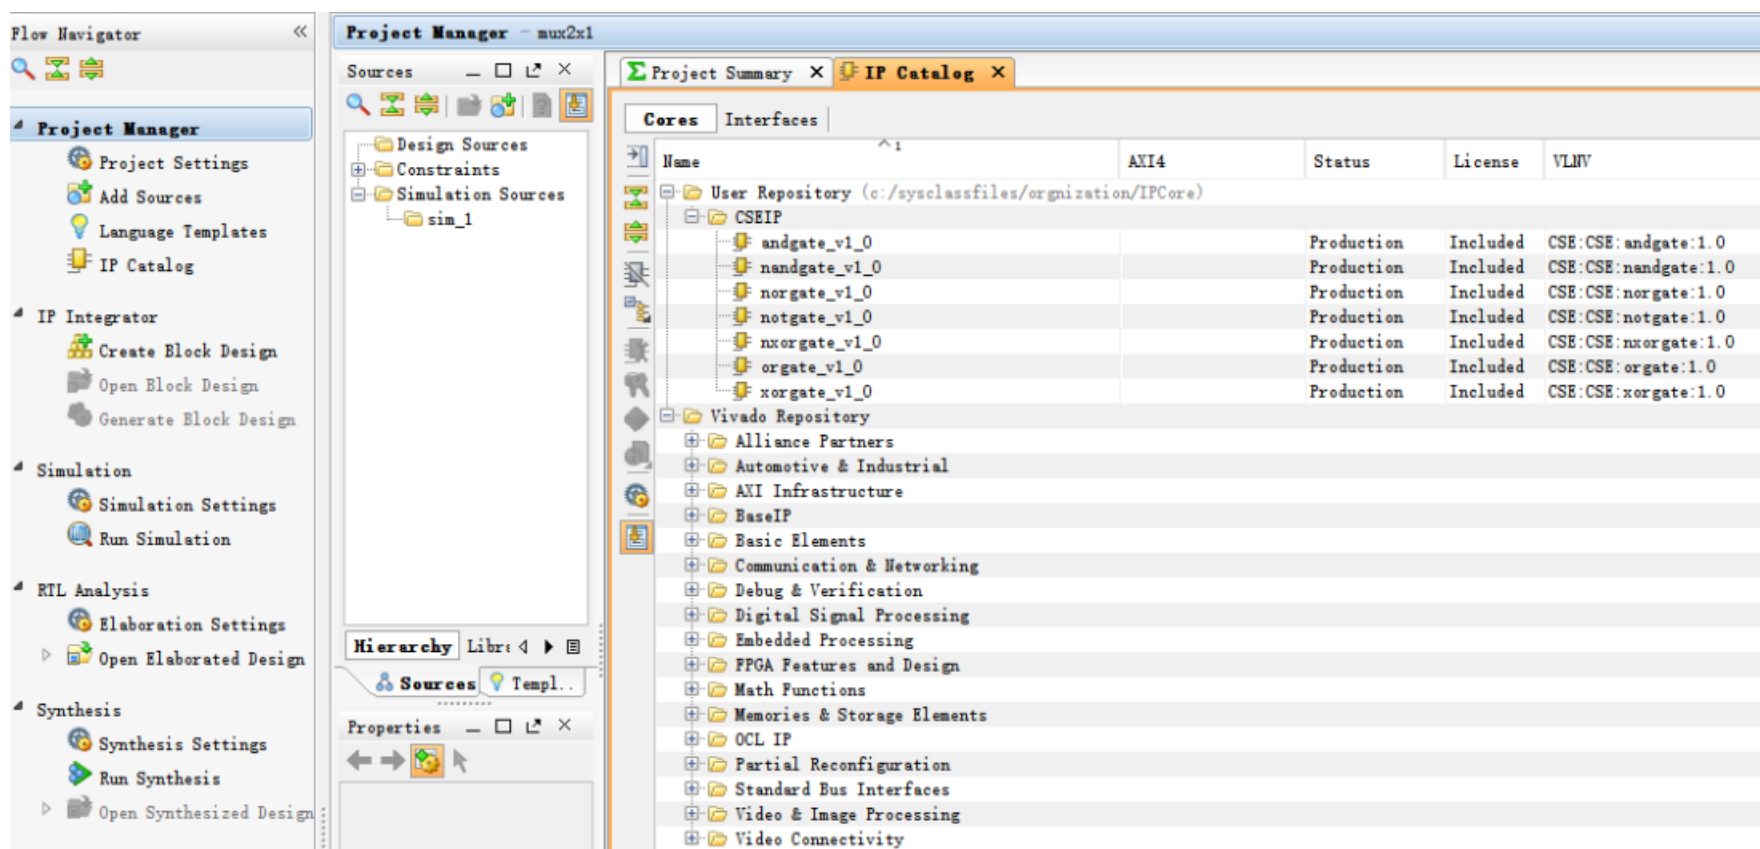 Flow Navigator
Project Manager
Project Settings
Add Sources
Language Templates
IP Catalog
IP Integrator
Create Block Design
Open Block Design
Generate Block Design
Simulation
Simulation Settings
Run Simulation
RTL Analysis
Elaboration Settings
Open Elaborated Design
Synthesis
Synthesis Settings
Run Synthesis
Open Synthesized Design
Project Manager - mux2x1
Sources
Design Sources
Constraints
Simulation Sources
sim_1
Hierarchy Libr
Sources Templ..
Properties
Project Summary IP Catalog
Cores Interfaces
Name 1 AXI4 Status License VLNV
User Repository (c:/sysclassfiles/orgnization/IPCore)
CSEIP
andgate_v1_0 Production Included CSE:CSE:andgate:1.0
nandgate_v1_0 Production Included CSE:CSE:nandgate:1.0
norgate_v1_0 Production Included CSE:CSE:norgate:1.0
notgate_v1_0 Production Included CSE:CSE:notgate:1.0
nxorgate_v1_0 Production Included CSE:CSE:nxorgate:1.0
orgate_v1_0 Production Included CSE:CSE:orgate:1.0
xorgate_v1_0 Production Included CSE:CSE:xorgate:1.0
Vivado Repository
Alliance Partners
Automotive & Industrial
AXI Infrastructure
BaseIP
Basic Elements
Communication & Networking
Debug & Verification
Digital Signal Processing
Embedded Processing
FPGA Features and Design
Math Functions
Memories & Storage Elements
OCL IP
Partial Reconfiguration
Standard Bus Interfaces
Video & Image Processing
Video Connectivity